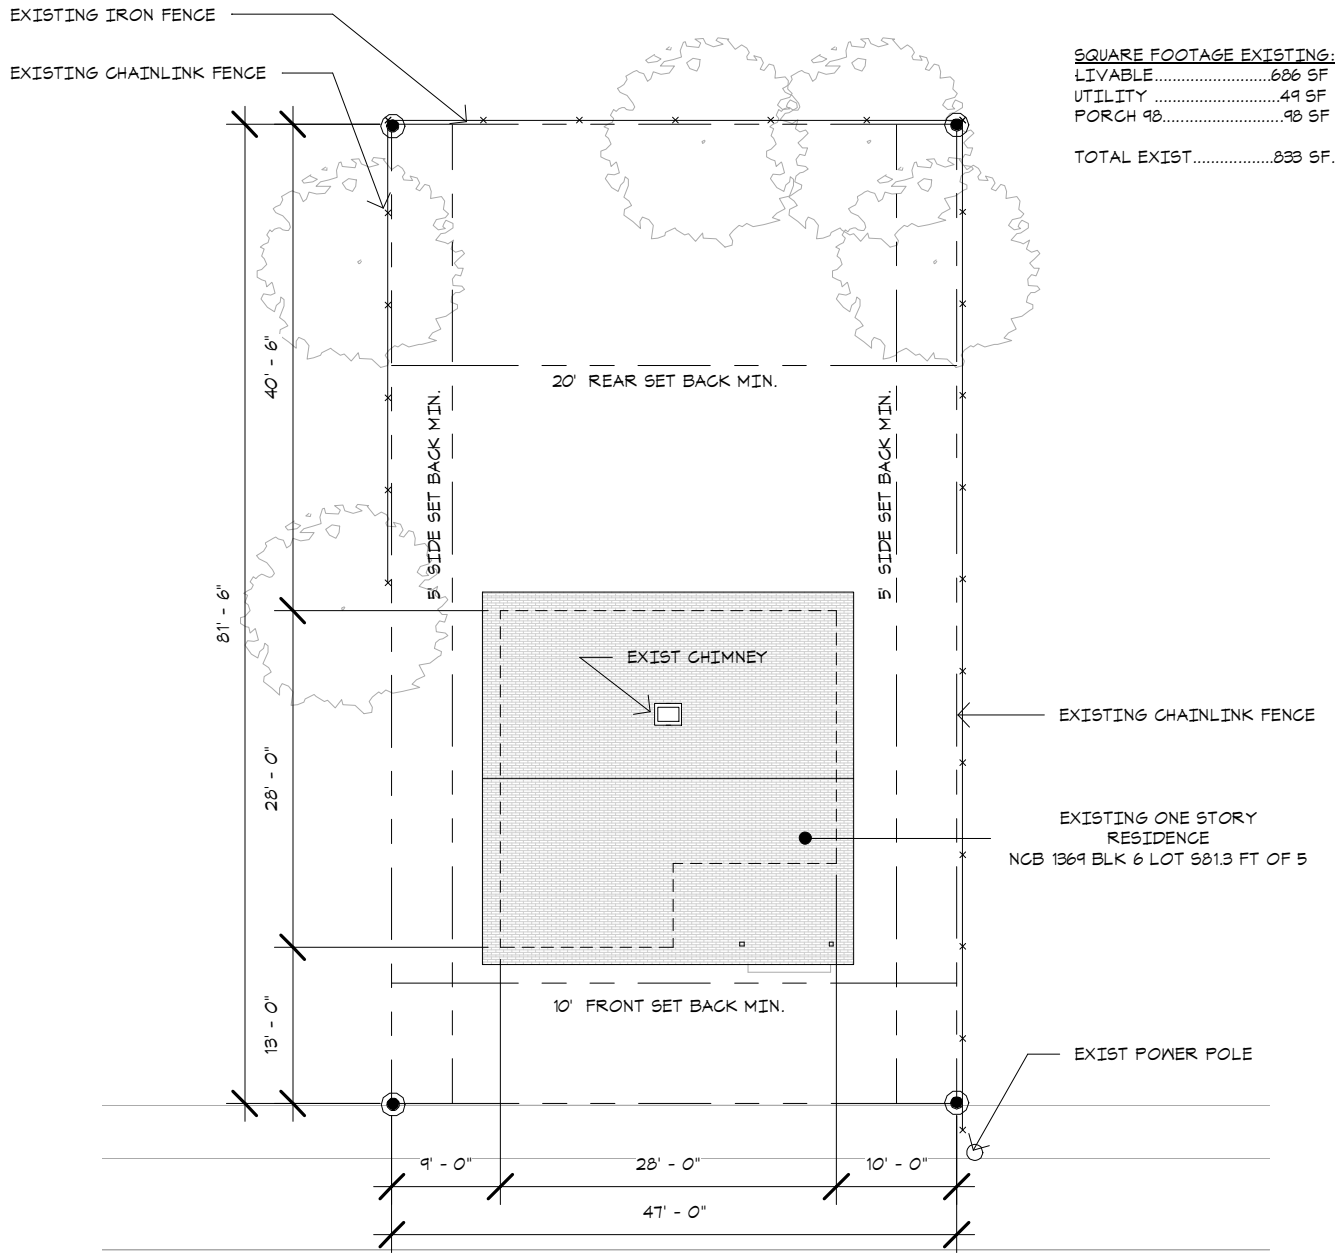 EXISTING IRON FENCE
EXISTING CHAINLINK FENCE
SQUARE FOOTAGE EXISTING:
LIVABLE.......................686 SF
UTILITY .........................49 SF
PORCH 98........................98 SF
TOTAL EXIST................833 SF.
40' - 6"
20' REAR SET BACK MIN.
5' SIDE SET BACK MIN.
5' SIDE SET BACK MIN.
81' - 6"
EXIST CHIMNEY
EXISTING CHAINLINK FENCE
28' - 0"
EXISTING ONE STORY
RESIDENCE
NCB 1369 BLK 6 LOT S81.3 FT OF 5
10' FRONT SET BACK MIN.
13' - 0"
EXIST POWER POLE
9' - 0"
28' - 0"
10' - 0"
47' - 0"